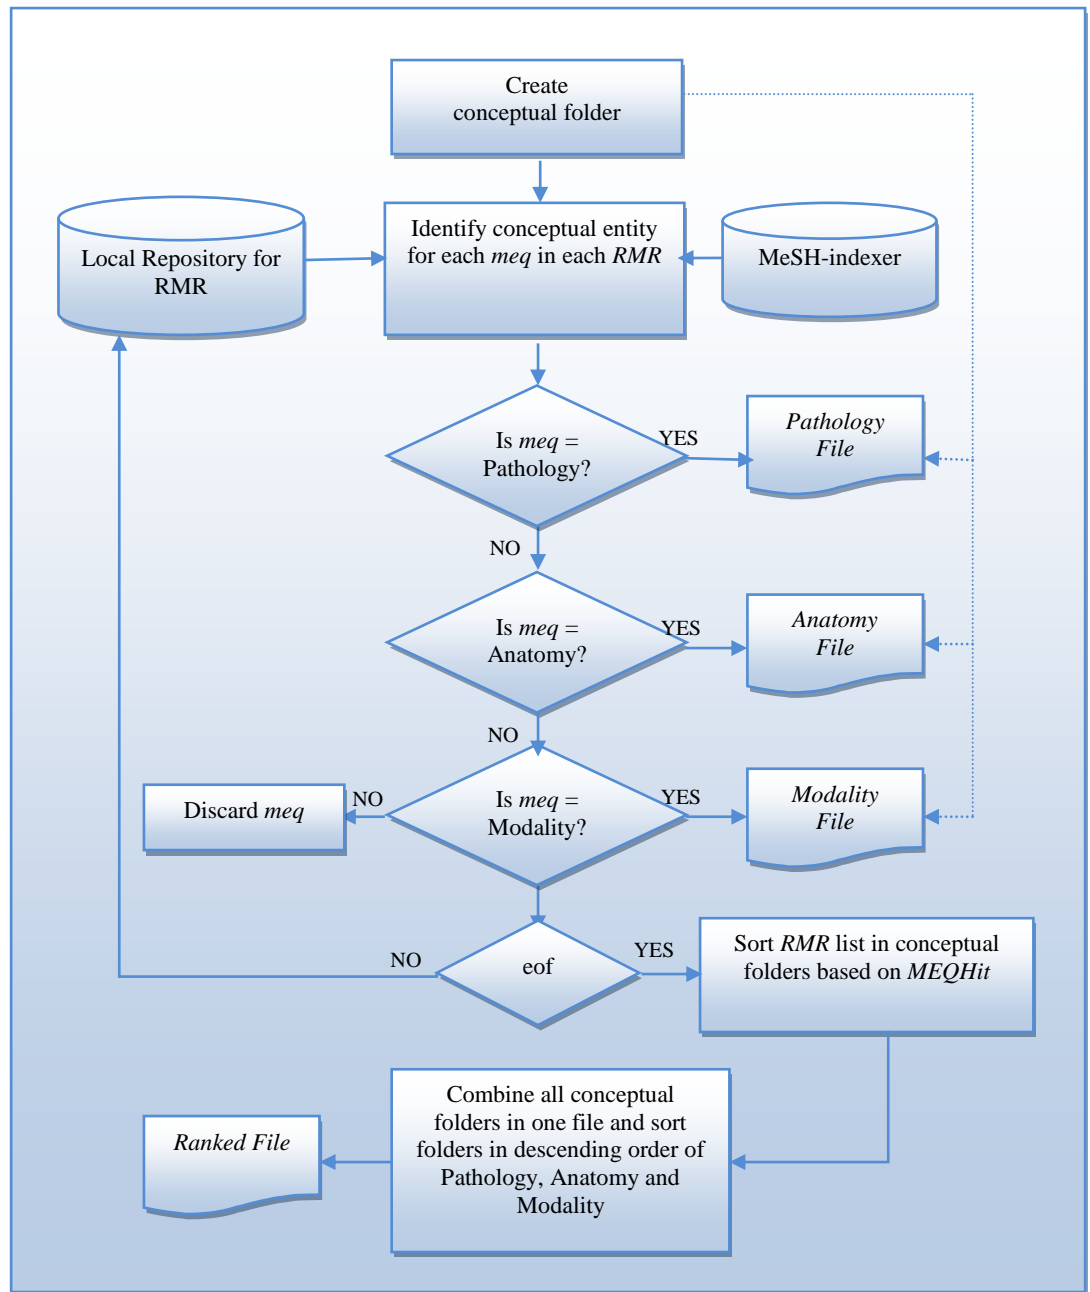 Create
conceptual folder
Local Repository for
RMR
Identify conceptual entity
for each meq in each RMR
MeSH-indexer
Is meq =
Pathology?
YES
Pathology
File
NO
Is meq =
Anatomy?
YES
Anatomy
File
NO
Discard meq
NO
Is meq =
Modality?
YES
Modality
File
NO
eof
YES
Sort RMR list in conceptual
folders based on MEQHit
Combine all conceptual
folders in one file and sort
folders in descending order of
Pathology, Anatomy and
Modality
Ranked File